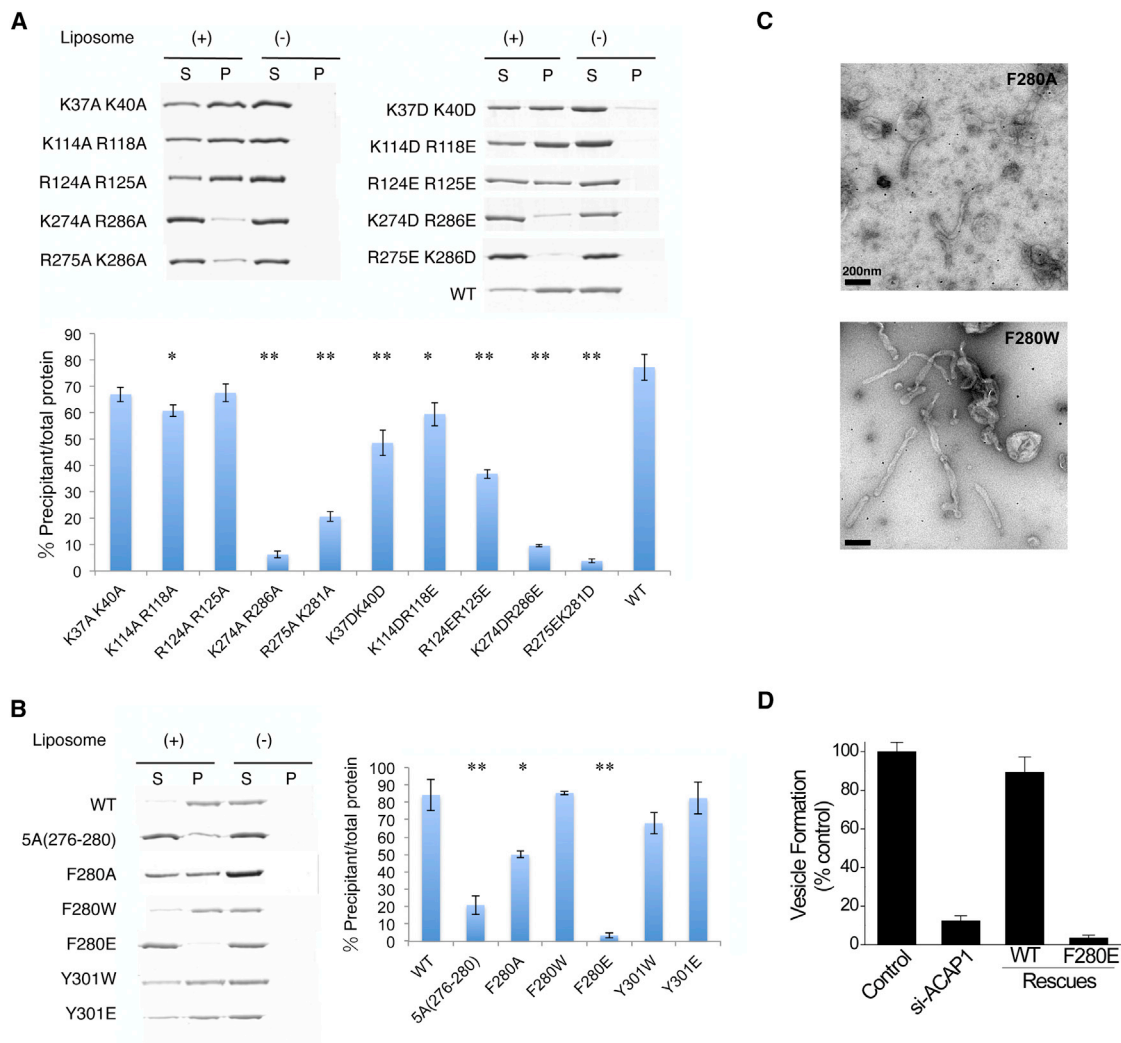 A
Liposome (+) (-)
S P S P
K37A K40A
K114A R118A
R124A R125A
K274A R286A
R275A K286A
(+) (-)
S P S P
K37D K40D
K114D R118E
R124E R125E
K274D R286E
R275E K286D
WT
% Precipitant/total protein
90
80
70
60
50
40
30
20
10
0
* ** ** ** * ** ** **
K37A K40A
K114A R118A
R124A R125A
K274A R286A
R275A K281A
K37DK40D
K114DR118E
R124ER125E
K274DR286E
R275EK281D
WT
B
Liposome (+) (-)
S P S P
WT
5A(276-280)
F280A
F280W
F280E
Y301W
Y301E
% Precipitant/total protein
100
90
80
70
60
50
40
30
20
10
0
** * **
WT
5A(276-280)
F280A
F280W
F280E
Y301W
Y301E
C
F280A
200nm
F280W
D
Vesicle Formation
(% control)
100
80
60
40
20
0
Control
si-ACAP1
WT F280E
Rescues